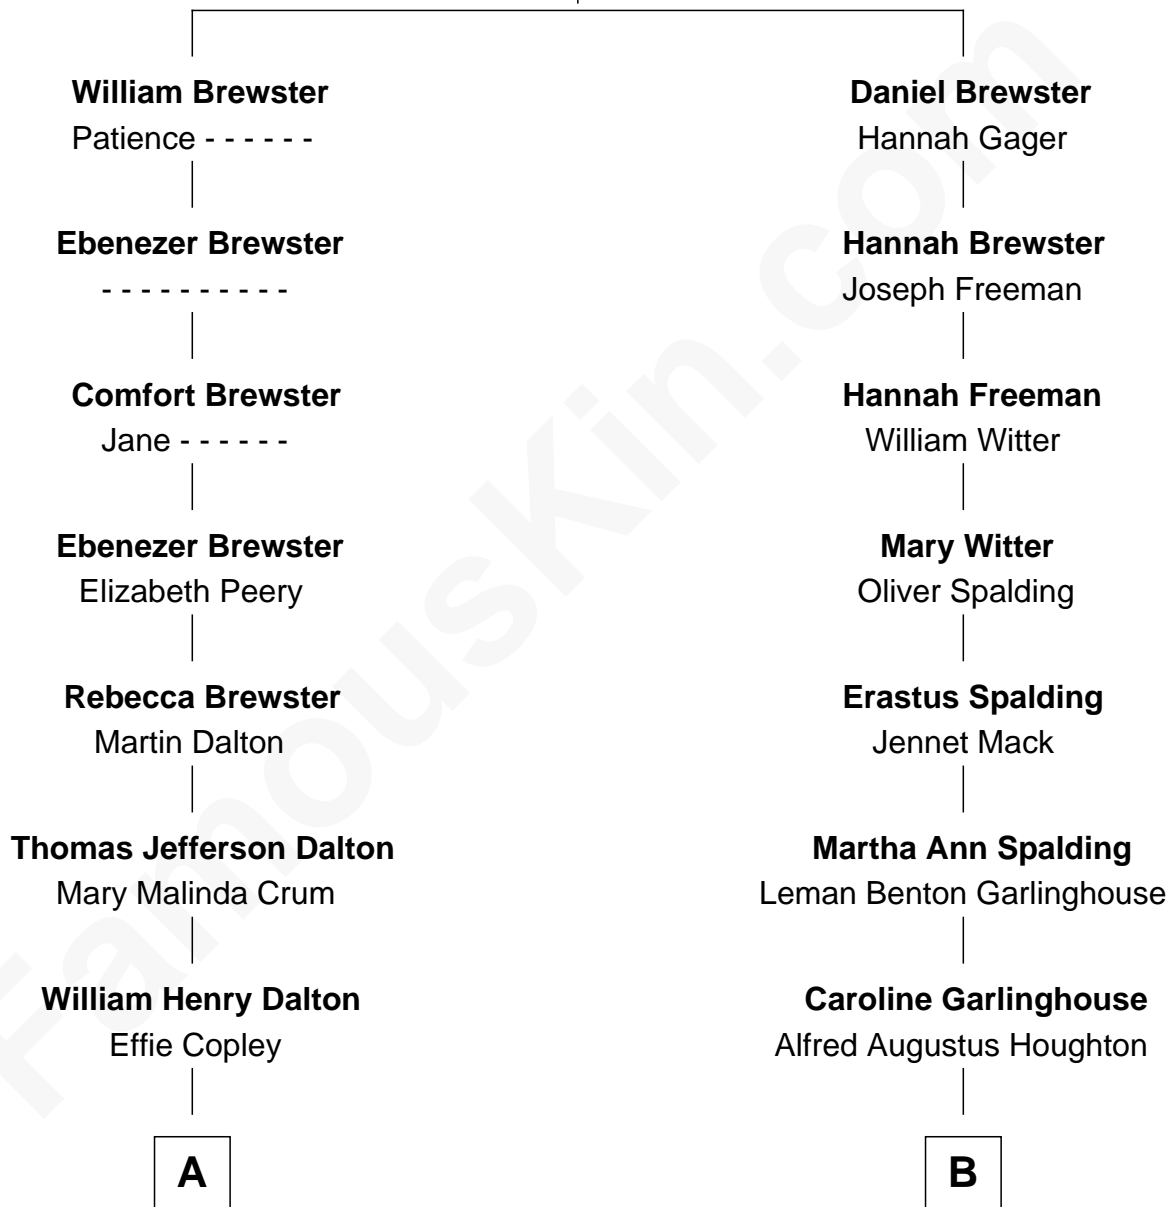 William Brewster
Patience - - - - - -
Ebenezer Brewster
- - - - - - - - - -
Comfort Brewster
Jane - - - - - -
Ebenezer Brewster
Elizabeth Peery
Rebecca Brewster
Martin Dalton
Thomas Jefferson Dalton
Mary Malinda Crum
William Henry Dalton
Effie Copley
A
Daniel Brewster
Hannah Gager
Hannah Brewster
Joseph Freeman
Hannah Freeman
William Witter
Mary Witter
Oliver Spalding
Erastus Spalding
Jennet Mack
Martha Ann Spalding
Leman Benton Garlinghouse
Caroline Garlinghouse
Alfred Augustus Houghton
B
FamousKin.com